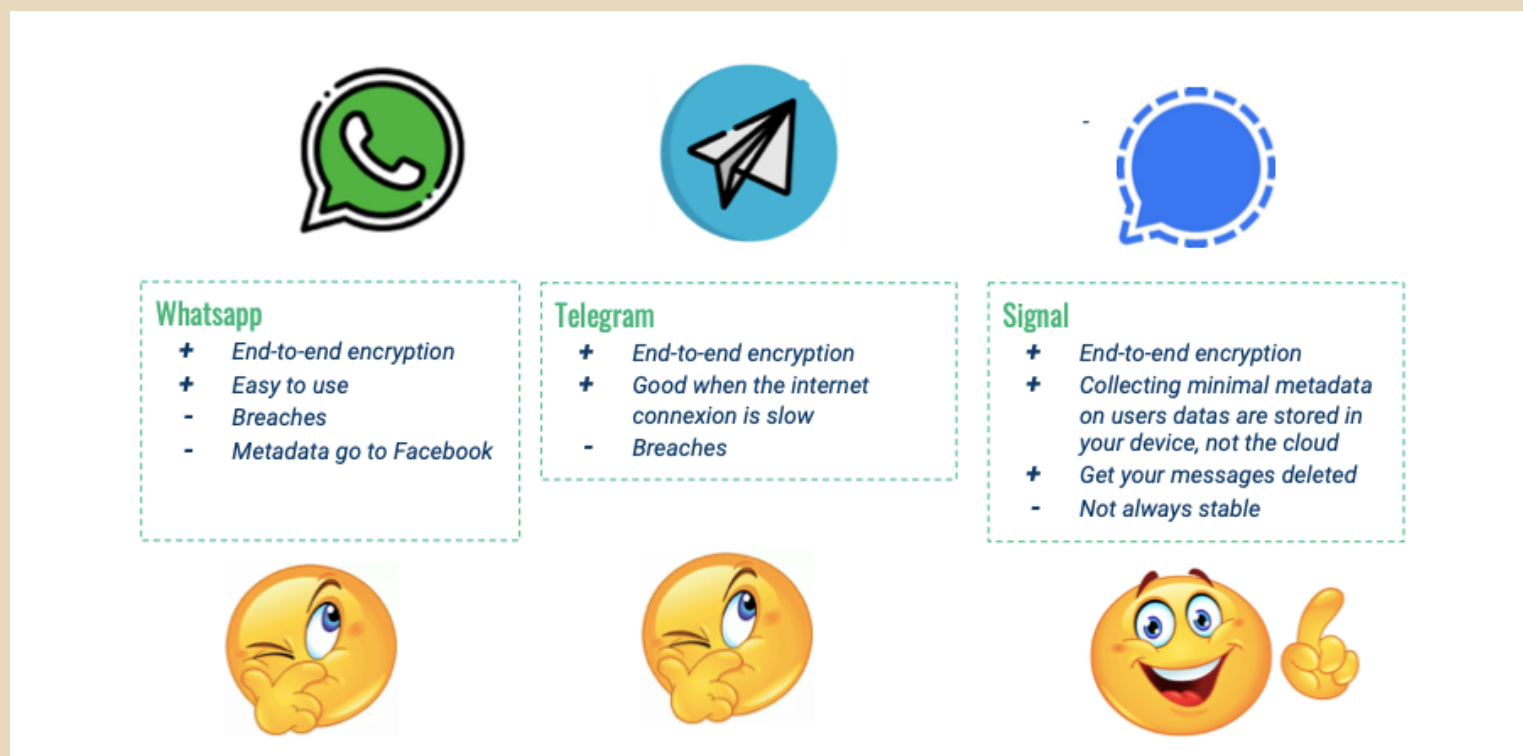 -
Whatsapp
+ End-to-end encryption
+ Easy to use
- Breaches
- Metadata go to Facebook
Telegram
+ End-to-end encryption
+ Good when the internet
connexion is slow
- Breaches
Signal
+ End-to-end encryption
+ Collecting minimal metadata
on users datas are stored in
your device, not the cloud
+ Get your messages deleted
- Not always stable